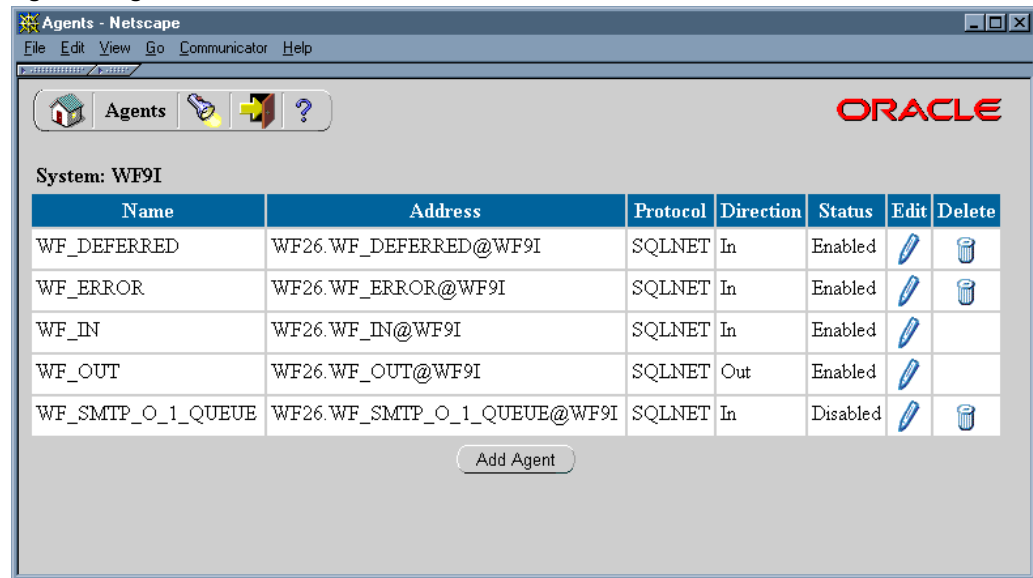 Agents - Netscape
File Edit View Go Communicator Help
Agents ?
ORACLE
System: WF9I
Name Address Protocol Direction Status Edit Delete
WF_DEFERRED WF26.WF_DEFERRED@WF9I SQLNET In Enabled
WF_ERROR WF26.WF_ERROR@WF9I SQLNET In Enabled
WF_IN WF26.WF_IN@WF9I SQLNET In Enabled
WF_OUT WF26.WF_OUT@WF9I SQLNET Out Enabled
WF_SMTP_O_1_QUEUE WF26.WF_SMTP_O_1_QUEUE@WF9I SQLNET In Disabled
Add Agent